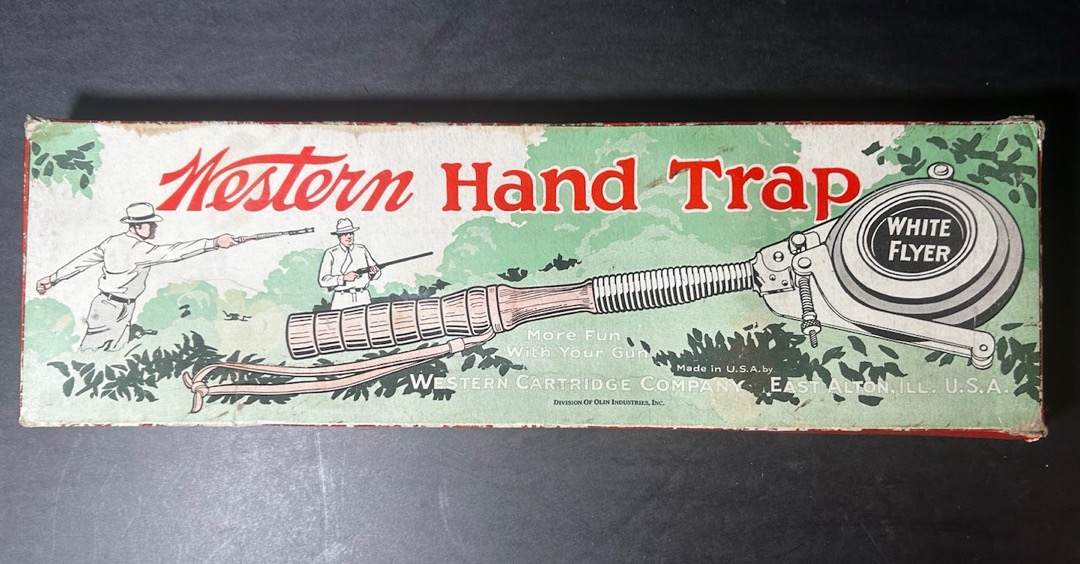 Western Hand Trap
WHITE
FLYER
More Fun
With Your Gun
Made in U.S.A. by
WESTERN CARTRIDGE COMPANY, EAST ALTON, ILL. U.S.A.
DIVISION OF OLIN INDUSTRIES, INC.